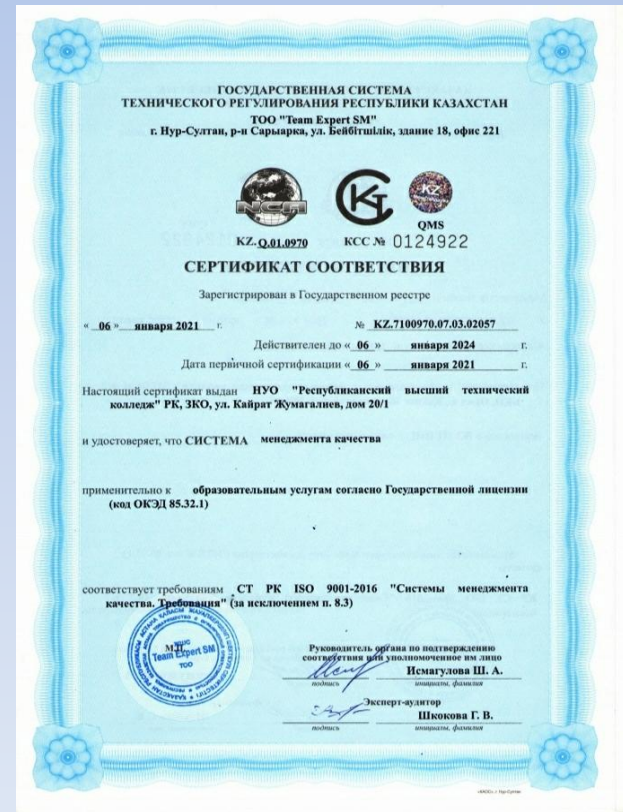 ГОСУДАРСТВЕННАЯ СИСТЕМА
ТЕХНИЧЕСКОГО РЕГУЛИРОВАНИЯ РЕСПУБЛИКИ КАЗАХСТАН
ТОО "Team Expert SM"
г. Нур-Султан, р-н Сарыарка, ул. Бейбітшілік, здание 18, офис 221
NCA
KZ
QMS
KZ.Q.01.0970 КСС № 0124922
СЕРТИФИКАТ СООТВЕТСТВИЯ
Зарегистрирован в Государственном реестре
« 06 » января 2021 г. № KZ.7100970.07.03.02057
Действителен до « 06 » января 2024 г.
Дата первичной сертификации « 06 » января 2021 г.
Настоящий сертификат выдан НУО "Республиканский высший технический
колледж" РК, ЗКО, ул. Кайрат Жумагалиев, дом 20/1
и удостоверяет, что СИСТЕМА менеджмента качества
применительно к образовательным услугам согласно Государственной лицензии
(код ОКЭД 85.32.1)
соответствует требованиям СТ РК ISO 9001-2016 "Системы менеджмента
качества. Требования" (за исключением п. 8.3)
М.П.
Team Expert SM
ТОО
Руководитель органа по подтверждению
соответствия или уполномоченное им лицо
Исмагулова Ш. А.
подпись инициалы, фамилия
Эксперт-аудитор
Шкокова Г. В.
подпись инициалы, фамилия